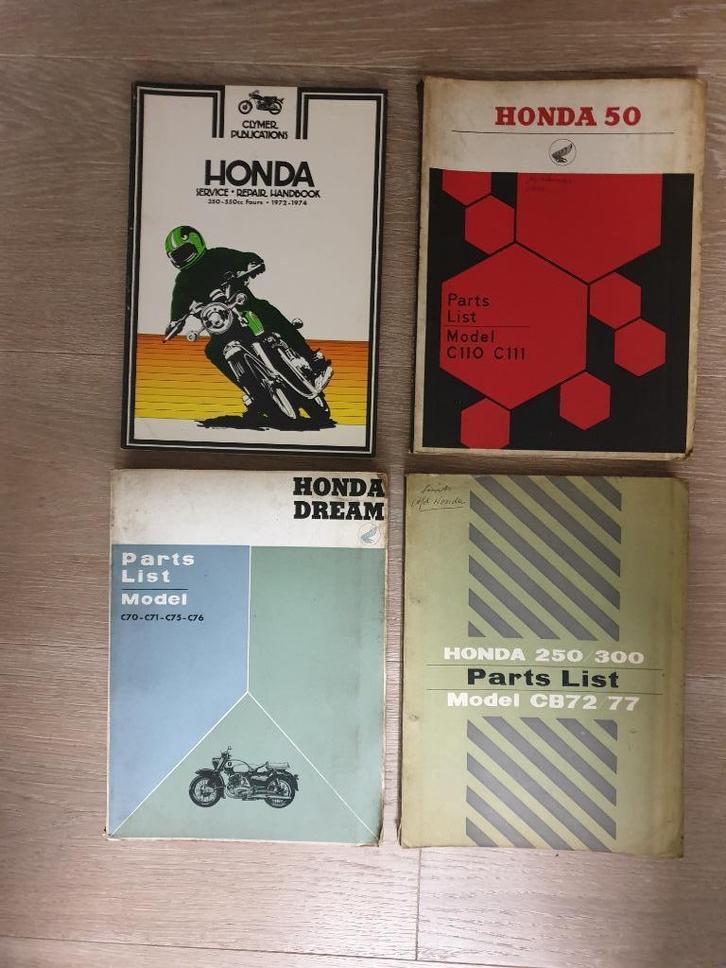 CLYMER
PUBLICATIONS
HONDA
SERVICE • REPAIR HANDBOOK
350-550cc Fours • 1972-1974
HONDA 50
Parts
List
Model
C110 C111
HONDA
DREAM
Parts
List
Model
C70-C71-C75-C76
HONDA 250/300
Parts List
Model CB72/77